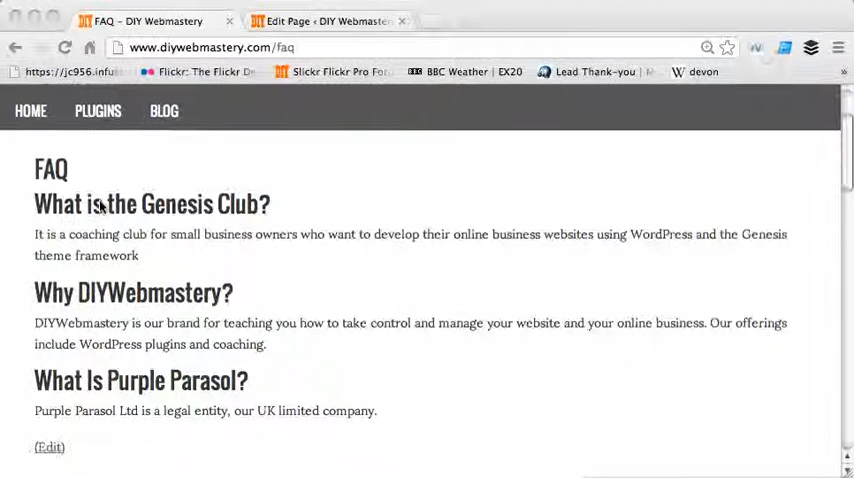 FAQ – DIY Webmastery
Edit Page ‹ DIY Webmaster
www.diywebmastery.com/faq
https://jc956.infu
Flickr: The Flickr De
Slickr Flickr Pro For
BBC Weather | EX20
Lead Thank-you |
devon
HOME PLUGINS BLOG
FAQ
What is the Genesis Club?
It is a coaching club for small business owners who want to develop their online business websites using WordPress and the Genesis
theme framework
Why DIYWebmastery?
DIYWebmastery is our brand for teaching you how to take control and manage your website and your online business. Our offerings
include WordPress plugins and coaching.
What Is Purple Parasol?
Purple Parasol Ltd is a legal entity, our UK limited company.
(Edit)